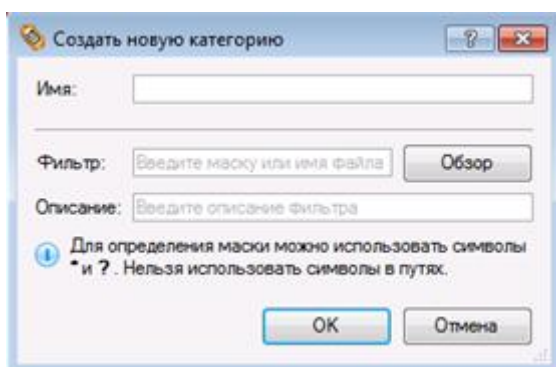 Создать новую категорию
Имя:
Фильтр: Введите маску или имя файла Обзор
Описание: Введите описание фильтра
Для определения маски можно использовать символы
* и ? . Нельзя использовать символы в путях.
OK Отмена